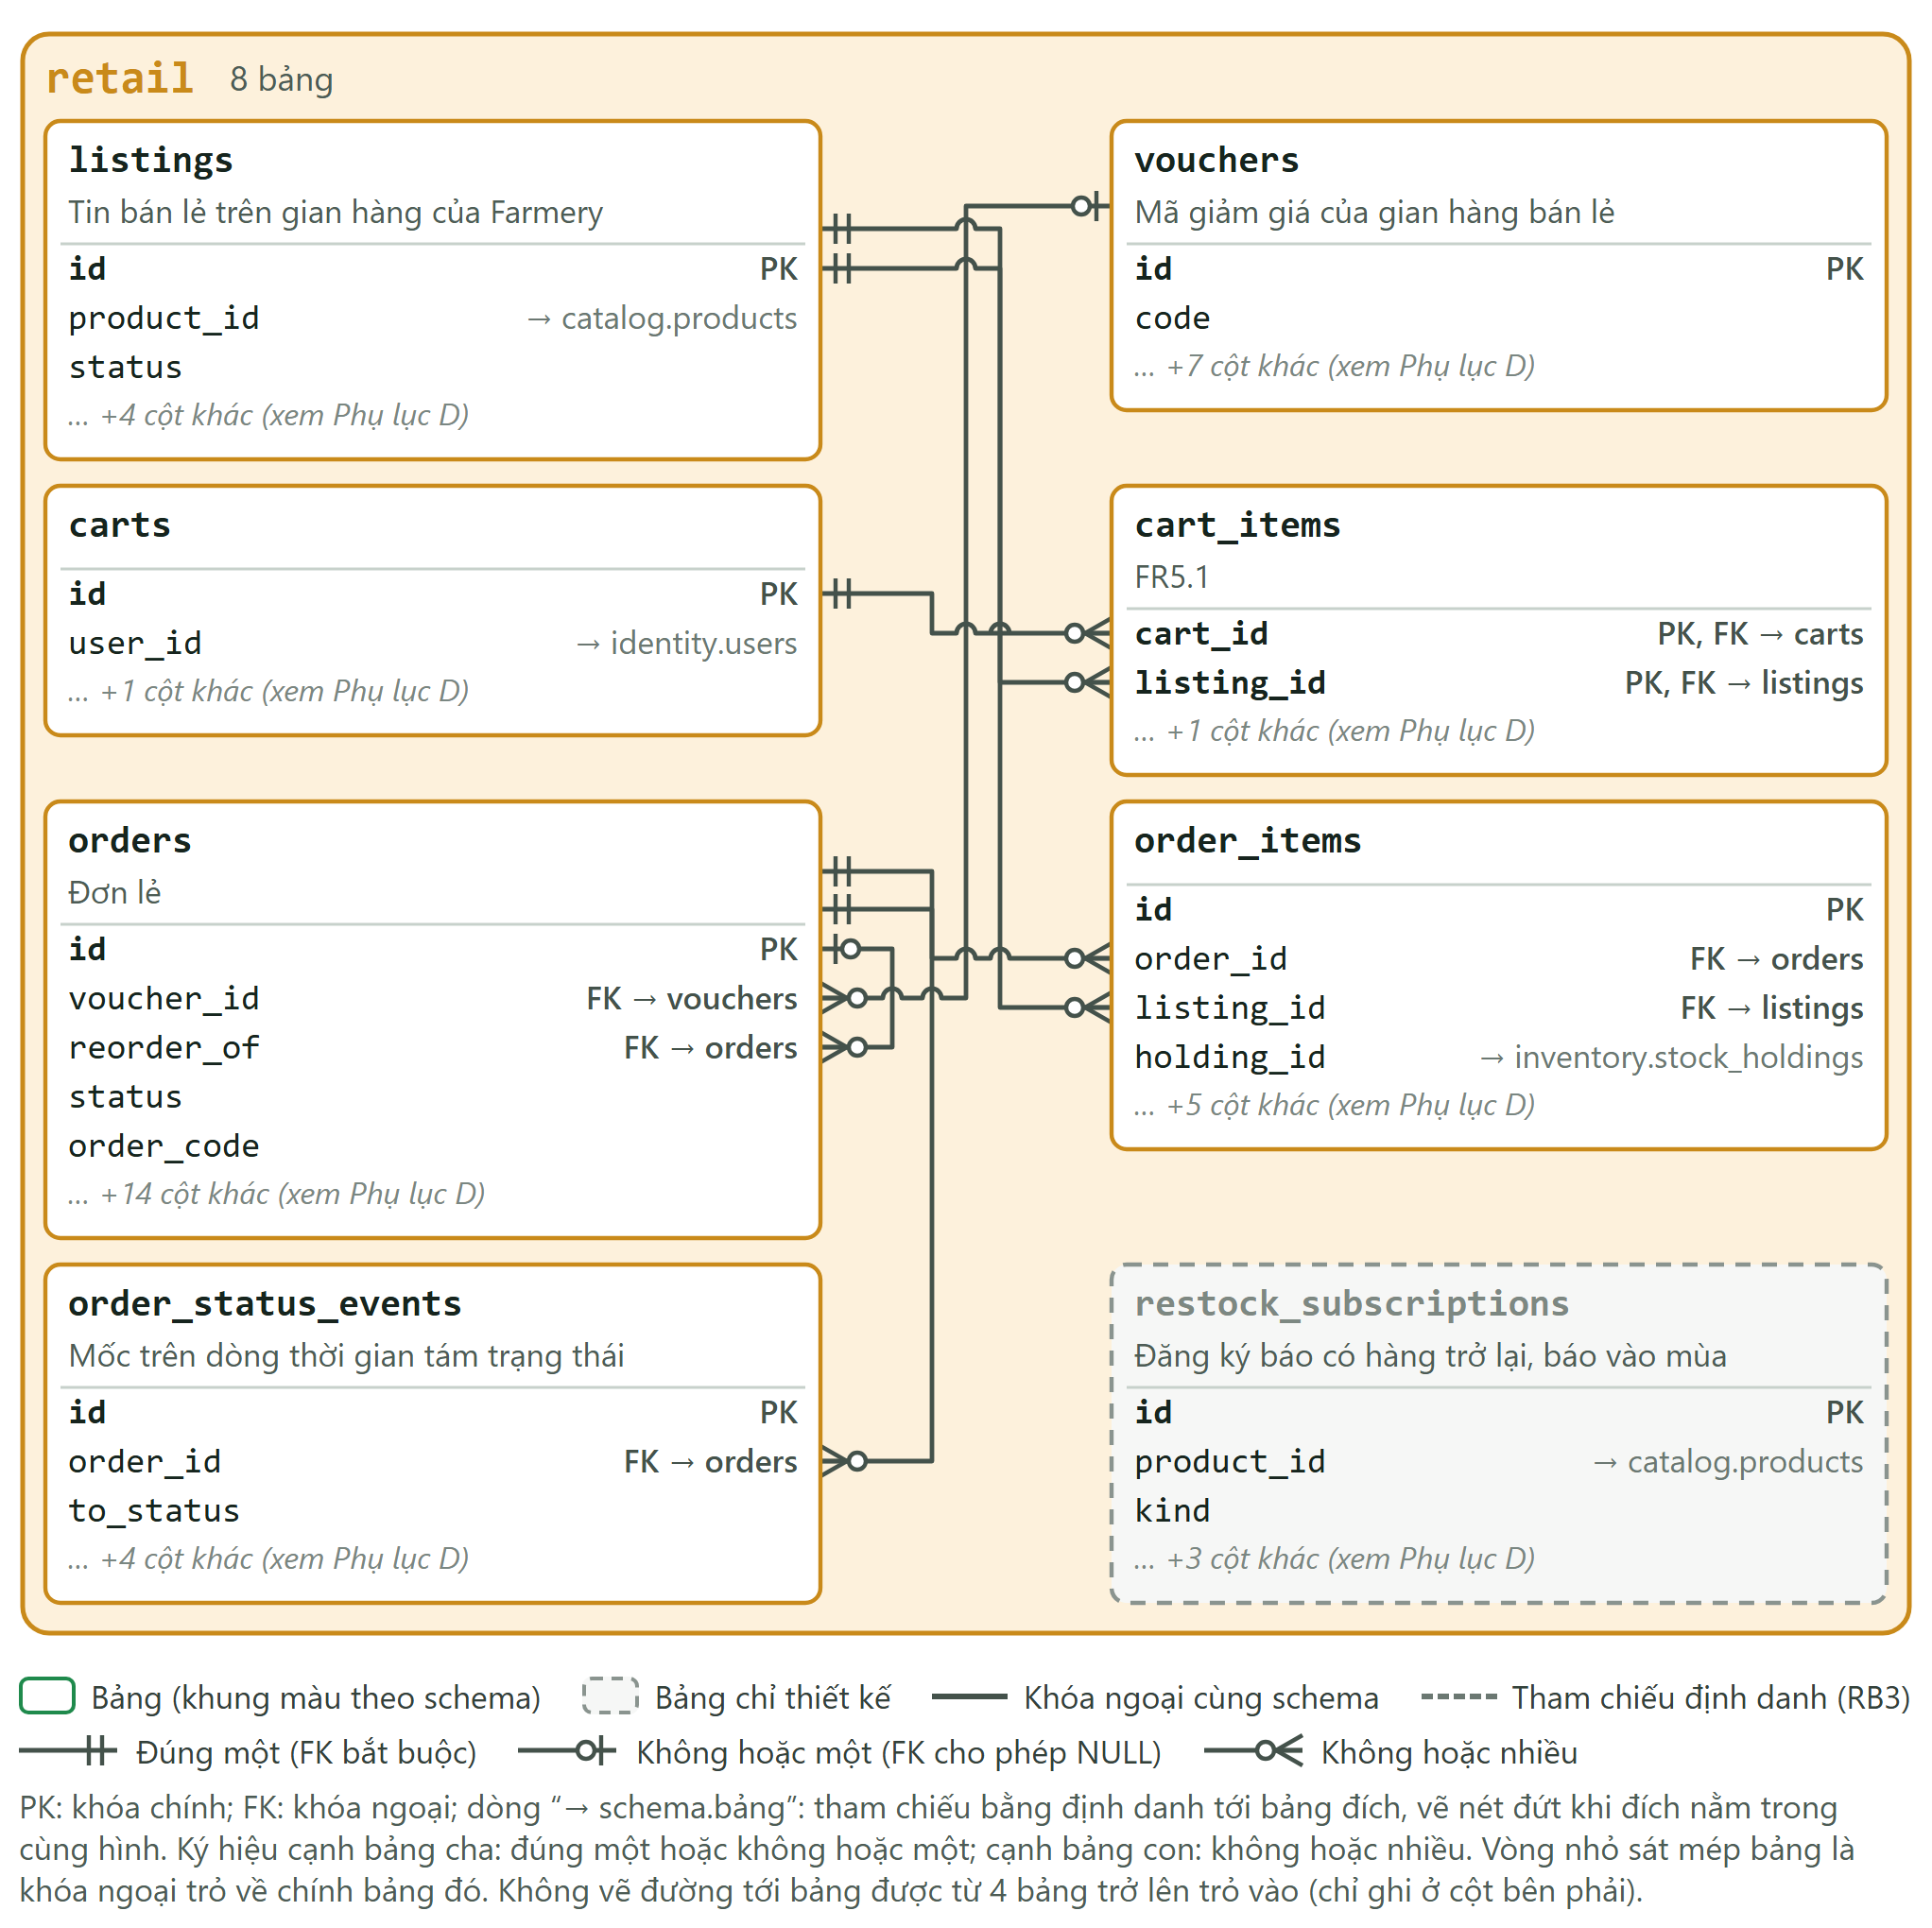 retail 8 bảng
listings
Tin bán lẻ trên gian hàng của Farmery
id PK
product_id → catalog.products
status
... +4 cột khác (xem Phụ lục D)
vouchers
Mã giảm giá của gian hàng bán lẻ
id PK
code
... +7 cột khác (xem Phụ lục D)
carts
id PK
user_id → identity.users
... +1 cột khác (xem Phụ lục D)
cart_items
FR5.1
cart_id PK, FK → carts
listing_id PK, FK → listings
... +1 cột khác (xem Phụ lục D)
orders
Đơn lẻ
id PK
voucher_id FK → vouchers
reorder_of FK → orders
status
order_code
... +14 cột khác (xem Phụ lục D)
order_items
id PK
order_id FK → orders
listing_id FK → listings
holding_id → inventory.stock_holdings
... +5 cột khác (xem Phụ lục D)
order_status_events
Mốc trên dòng thời gian tám trạng thái
id PK
order_id FK → orders
to_status
... +4 cột khác (xem Phụ lục D)
restock_subscriptions
Đăng ký báo có hàng trở lại, báo vào mùa
id PK
product_id → catalog.products
kind
... +3 cột khác (xem Phụ lục D)
Bảng (khung màu theo schema) Bảng chỉ thiết kế Khóa ngoại cùng schema Tham chiếu định danh (RB3)
Đúng một (FK bắt buộc) Không hoặc một (FK cho phép NULL) Không hoặc nhiều
PK: khóa chính; FK: khóa ngoại; dòng “→ schema.bảng”: tham chiếu bằng định danh tới bảng đích, vẽ nét đứt khi đích nằm trong
cùng hình. Ký hiệu cạnh bảng cha: đúng một hoặc không hoặc một; cạnh bảng con: không hoặc nhiều. Vòng nhỏ sát mép bảng là
khóa ngoại trỏ về chính bảng đó. Không vẽ đường tới bảng được từ 4 bảng trở lên trỏ vào (chỉ ghi ở cột bên phải).